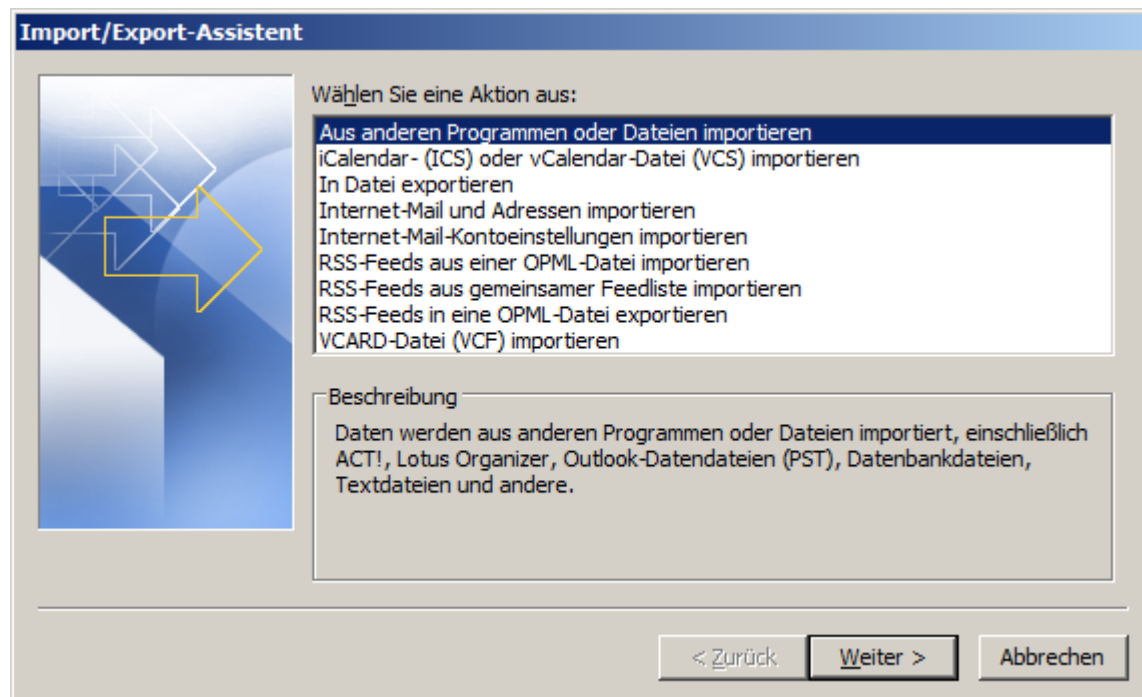 Import/Export-Assistent
Wählen Sie eine Aktion aus:
Aus anderen Programmen oder Dateien importieren
iCalendar- (ICS) oder vCalendar-Datei (VCS) importieren
In Datei exportieren
Internet-Mail und Adressen importieren
Internet-Mail-Kontoeinstellungen importieren
RSS-Feeds aus einer OPML-Datei importieren
RSS-Feeds aus gemeinsamer Feedliste importieren
RSS-Feeds in eine OPML-Datei exportieren
VCARD-Datei (VCF) importieren
Beschreibung
Daten werden aus anderen Programmen oder Dateien importiert, einschließlich
ACT!, Lotus Organizer, Outlook-Datendateien (PST), Datenbankdateien,
Textdateien und andere.
< Zurück Weiter > Abbrechen